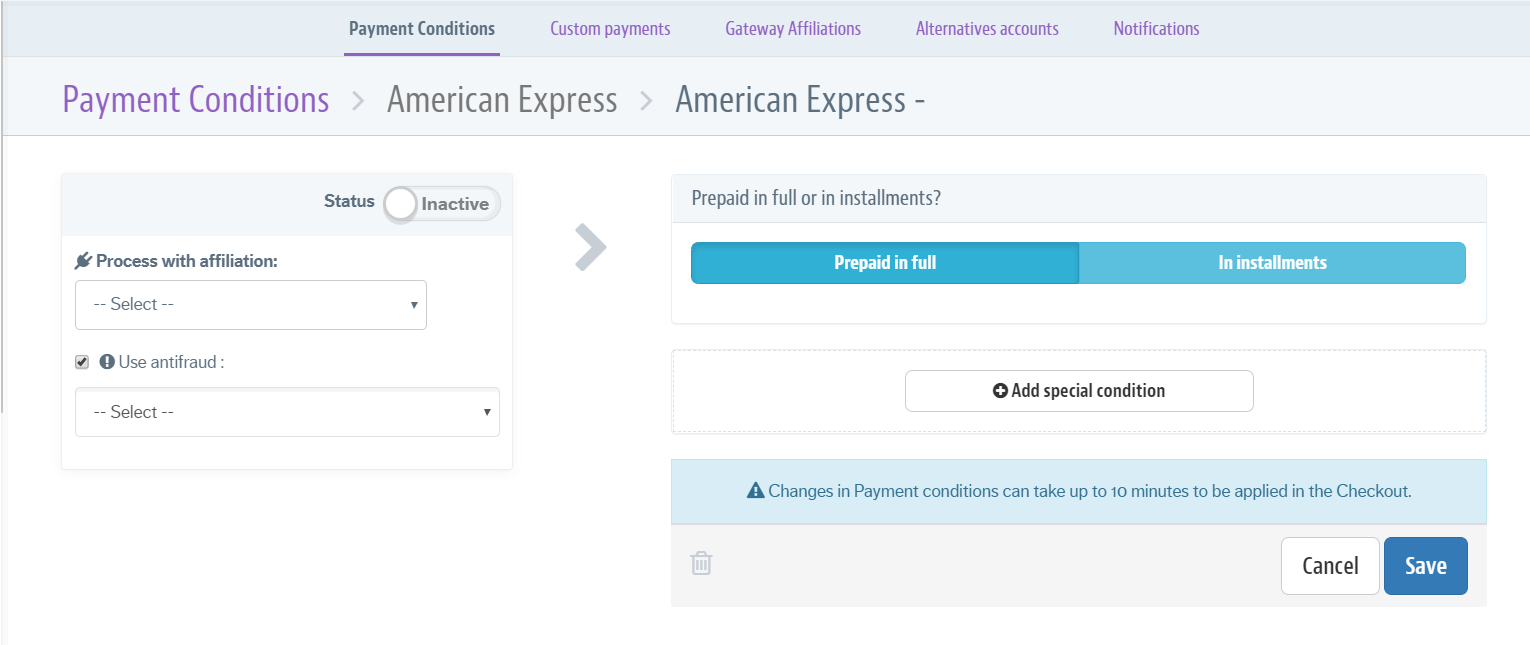 Payment Conditions Custom payments Gateway Affiliations Alternatives accounts Notifications
Payment Conditions > American Express > American Express -
Status Inactive
Process with affiliation:
-- Select --
Use antifraud :
-- Select --
Prepaid in full or in installments?
Prepaid in full In installments
Add special condition
Changes in Payment conditions can take up to 10 minutes to be applied in the Checkout.
Cancel Save